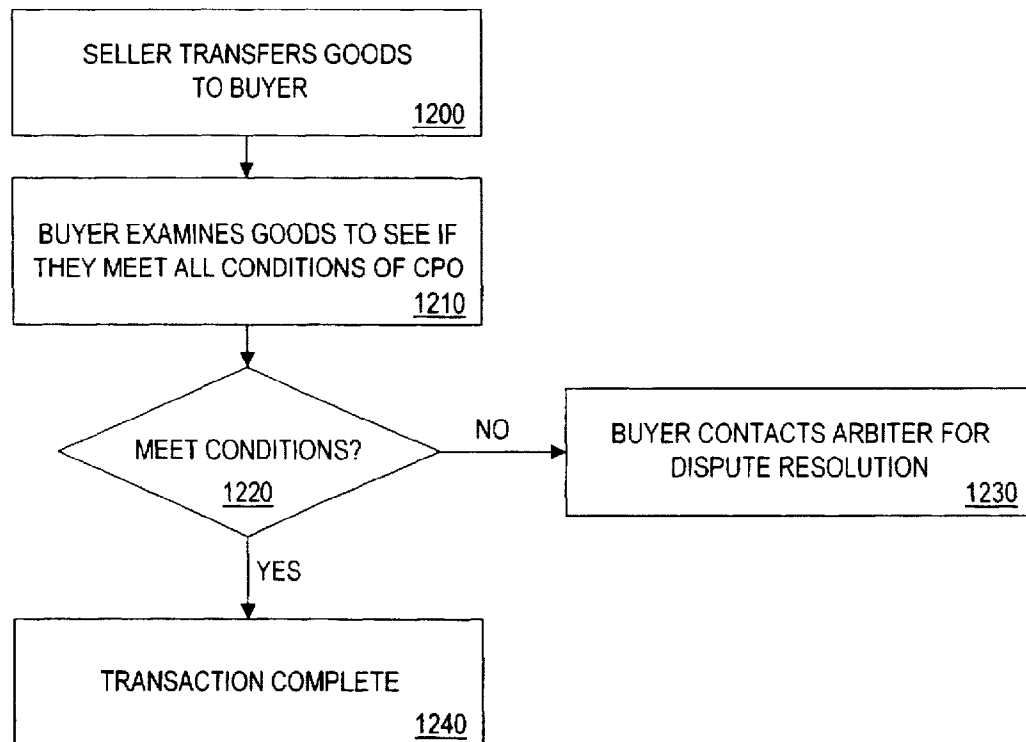 SELLER TRANSFERS GOODS
TO BUYER
1200
BUYER EXAMINES GOODS TO SEE IF
THEY MEET ALL CONDITIONS OF CPO
1210
MEET CONDITIONS?
1220
NO
BUYER CONTACTS ARBITER FOR
DISPUTE RESOLUTION
1230
YES
TRANSACTION COMPLETE
1240